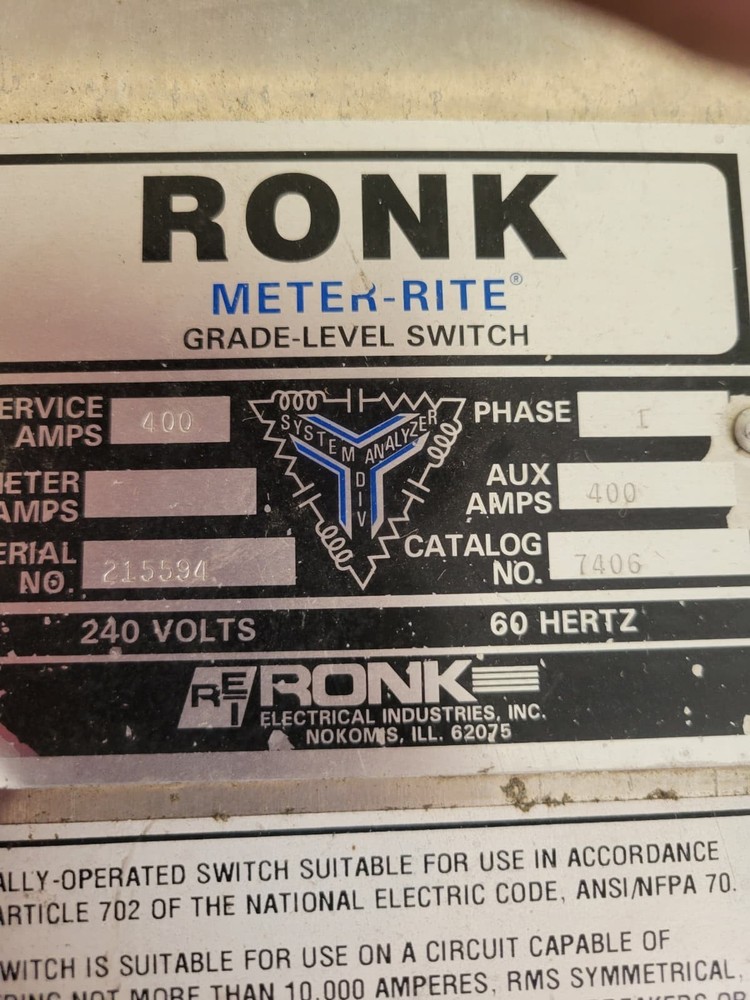 RONK
METER-RITE®
GRADE-LEVEL SWITCH
ERVICE AMPS 400
PHASE I
ETER AMPS
AUX AMPS 400
ERIAL NO. 215594
CATALOG NO. 7406
SYSTEM ANALYZER DIV
240 VOLTS 60 HERTZ
REI RONK
ELECTRICAL INDUSTRIES, INC.
NOKOMIS, ILL. 62075
ALLY-OPERATED SWITCH SUITABLE FOR USE IN ACCORDANCE
ARTICLE 702 OF THE NATIONAL ELECTRIC CODE, ANSI/NFPA 70.
WITCH IS SUITABLE FOR USE ON A CIRCUIT CAPABLE OF
RING NOT MORE THAN 10,000 AMPERES, RMS SYMMETRICAL,